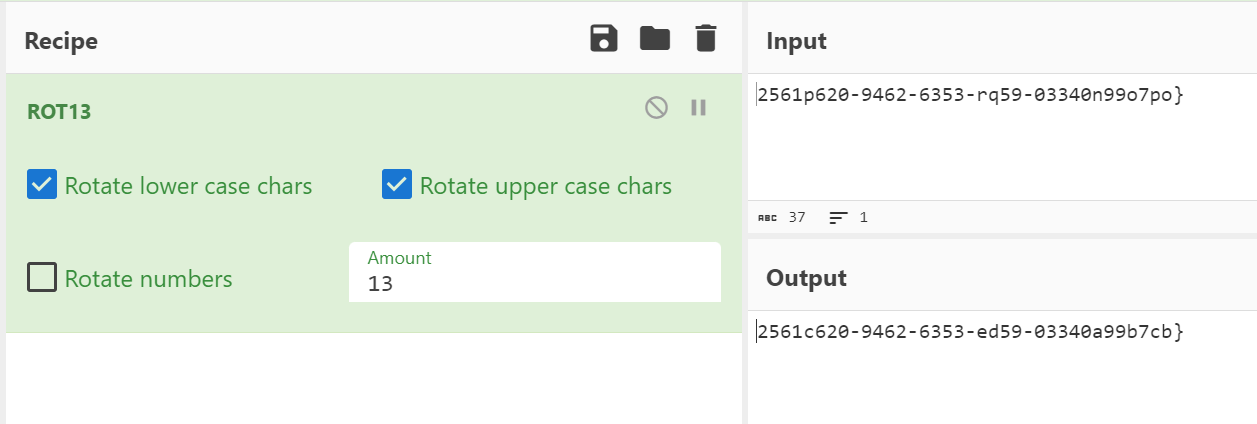 Recipe
ROT13
Rotate lower case chars
Rotate upper case chars
Rotate numbers
Amount
13
Input
2561p620-9462-6353-rq59-03340n99o7po}
ABC 37 1
Output
2561c620-9462-6353-ed59-03340a99b7cb}